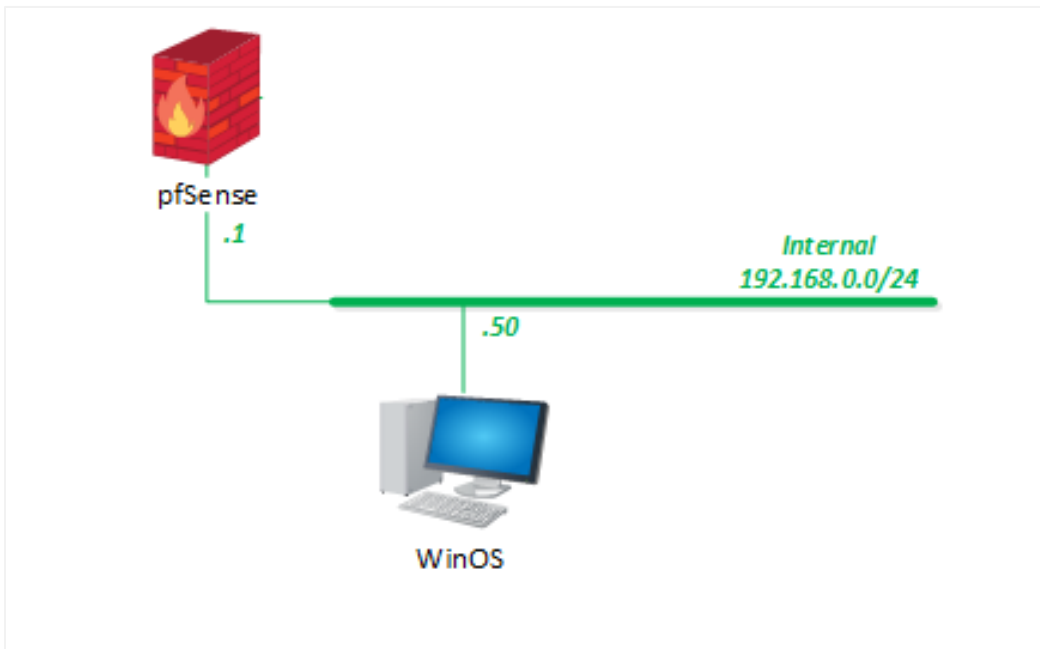 pfSense
.1
Internal
192.168.0.0/24
.50
WinOS